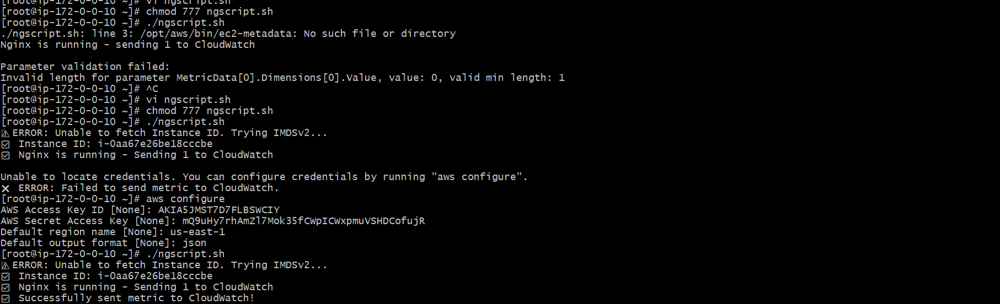 [root@ip-172-0-0-10 ~]# vi ngscript.sh
[root@ip-172-0-0-10 ~]# chmod 777 ngscript.sh
[root@ip-172-0-0-10 ~]# ./ngscript.sh
./ngscript.sh: line 3: /opt/aws/bin/ec2-metadata: No such file or directory
Nginx is running - sending 1 to CloudWatch
Parameter validation failed:
Invalid length for parameter MetricData[0].Dimensions[0].Value, value: 0, valid min length: 1
[root@ip-172-0-0-10 ~]# ^C
[root@ip-172-0-0-10 ~]# vi ngscript.sh
[root@ip-172-0-0-10 ~]# chmod 777 ngscript.sh
[root@ip-172-0-0-10 ~]# ./ngscript.sh
⚠ ERROR: Unable to fetch Instance ID. Trying IMDSv2...
☑ Instance ID: i-0aa67e26be18cccbe
☑ Nginx is running - Sending 1 to CloudWatch
Unable to locate credentials. You can configure credentials by running "aws configure".
❌ ERROR: Failed to send metric to CloudWatch.
[root@ip-172-0-0-10 ~]# aws configure
AWS Access Key ID [None]: AKIA5JMST7D7FLBSWCIY
AWS Secret Access Key [None]: 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
Default region name [None]: us-east-1
Default output format [None]: json
[root@ip-172-0-0-10 ~]# ./ngscript.sh
⚠ ERROR: Unable to fetch Instance ID. Trying IMDSv2...
☑ Instance ID: i-0aa67e26be18cccbe
☑ Nginx is running - Sending 1 to CloudWatch
☑ Successfully sent metric to CloudWatch!